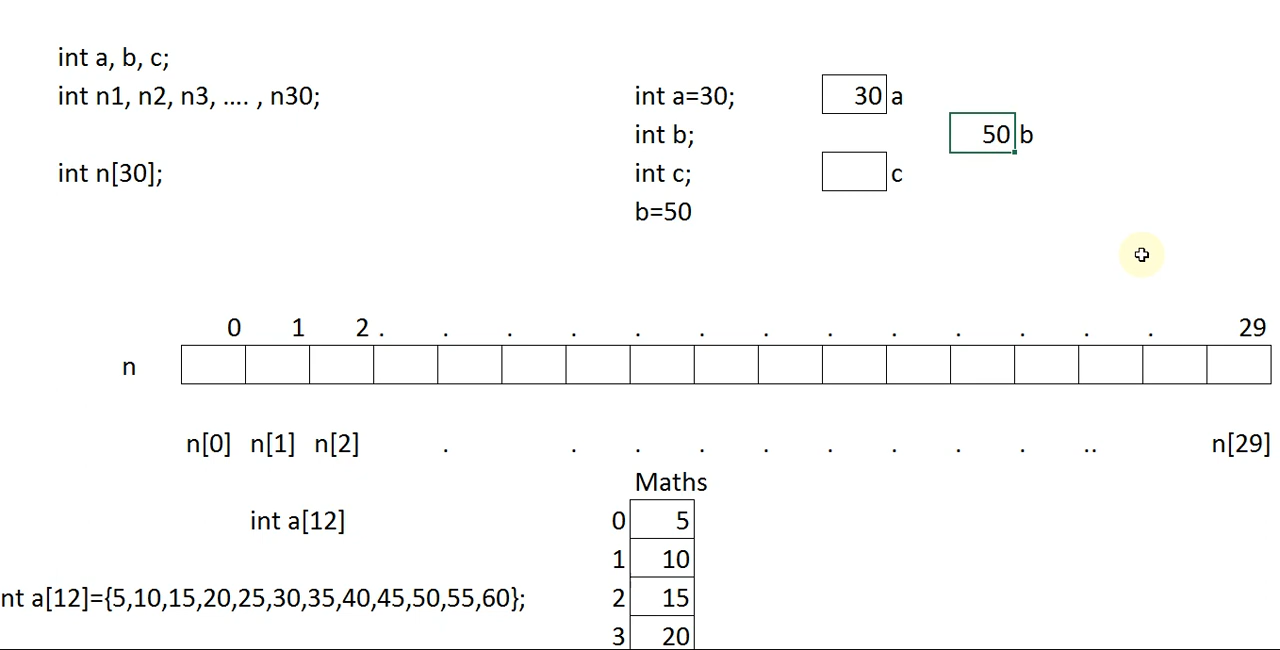 int a, b, c;
int n1, n2, n3, .... , n30; int a=30; 30 a
int b; 50 b
int n[30]; int c; c
b=50
0 1 2 . . . . . . . . . . . . . 29
n
n[0] n[1] n[2] . . . . . . . . .. n[29]
Maths
int a[12] 0 5
1 10
nt a[12]={5,10,15,20,25,30,35,40,45,50,55,60}; 2 15
3 20